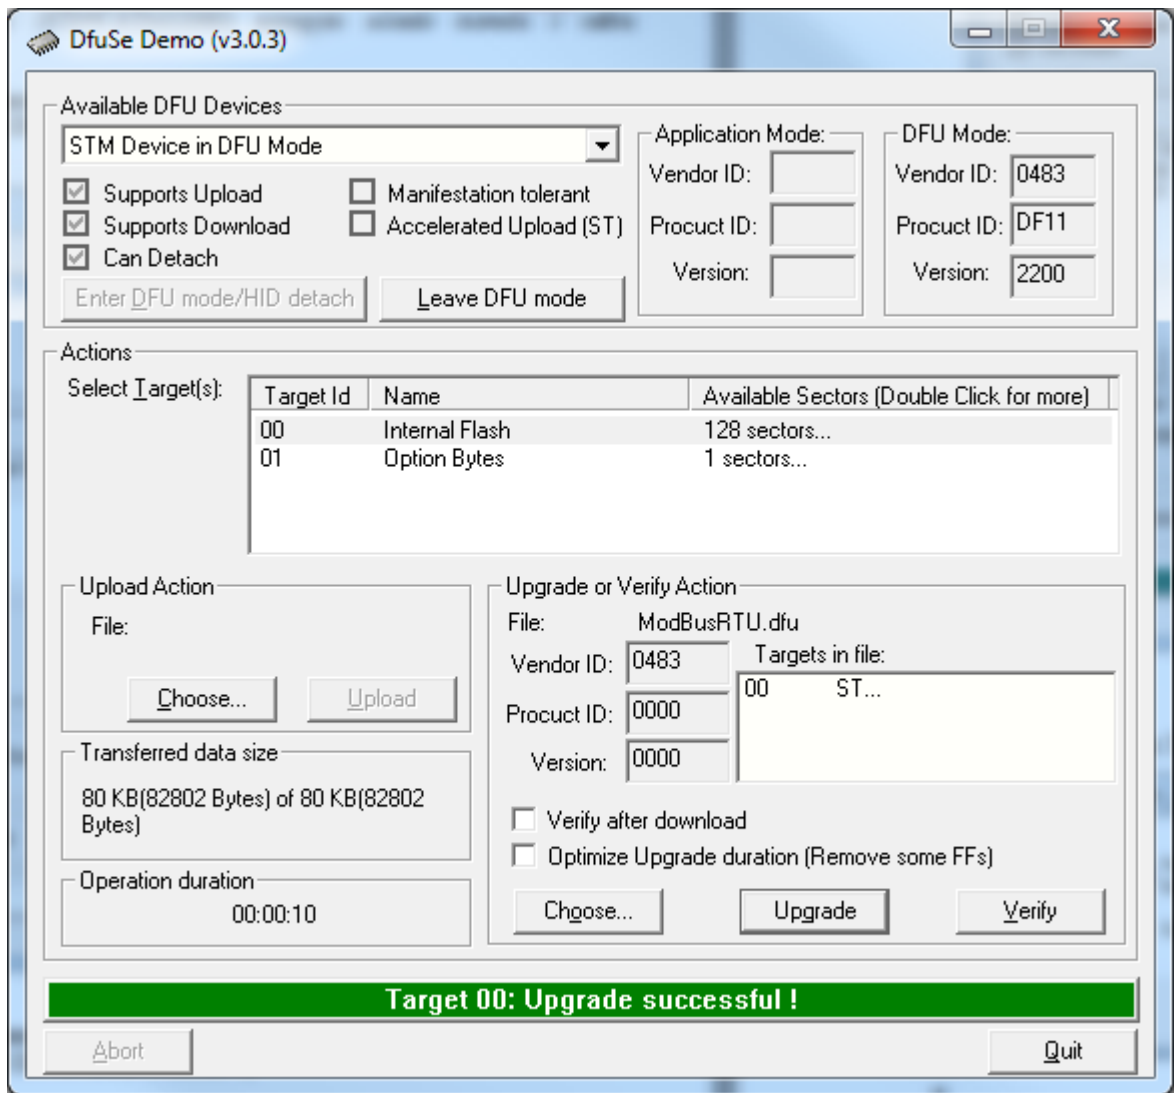 DfuSe Demo (v3.0.3)
Available DFU Devices
STM Device in DFU Mode
Supports Upload
Manifestation tolerant
Supports Download
Accelerated Upload (ST)
Can Detach
Enter DFU mode/HID detach
Leave DFU mode
Application Mode:
Vendor ID:
Procuct ID:
Version:
DFU Mode:
Vendor ID: 0483
Procuct ID: DF11
Version: 2200
Actions
Select Target(s):
Target Id Name Available Sectors (Double Click for more)
00 Internal Flash 128 sectors...
01 Option Bytes 1 sectors...
Upload Action
File:
Choose... Upload
Transferred data size
80 KB(82802 Bytes) of 80 KB(82802
Bytes)
Operation duration
00:00:10
Upgrade or Verify Action
File: ModBusRTU.dfu
Vendor ID: 0483
Procuct ID: 0000
Version: 0000
Targets in file:
00 ST...
Verify after download
Optimize Upgrade duration (Remove some FFs)
Choose... Upgrade Verify
Target 00: Upgrade successful !
Abort Quit